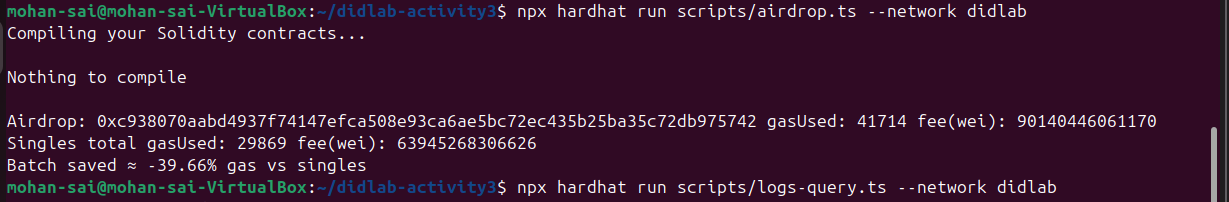 mohan-sai@mohan-sai-VirtualBox:~/didlab-activity3$ npx hardhat run scripts/airdrop.ts --network didlab
Compiling your Solidity contracts...
Nothing to compile
Airdrop: 0xc938070aabd4937f74147efca508e93ca6ae5bc72ec435b25ba35c72db975742 gasUsed: 41714 fee(wei): 90140446061170
Singles total gasUsed: 29869 fee(wei): 63945268306626
Batch saved ≈ -39.66% gas vs singles
mohan-sai@mohan-sai-VirtualBox:~/didlab-activity3$ npx hardhat run scripts/logs-query.ts --network didlab